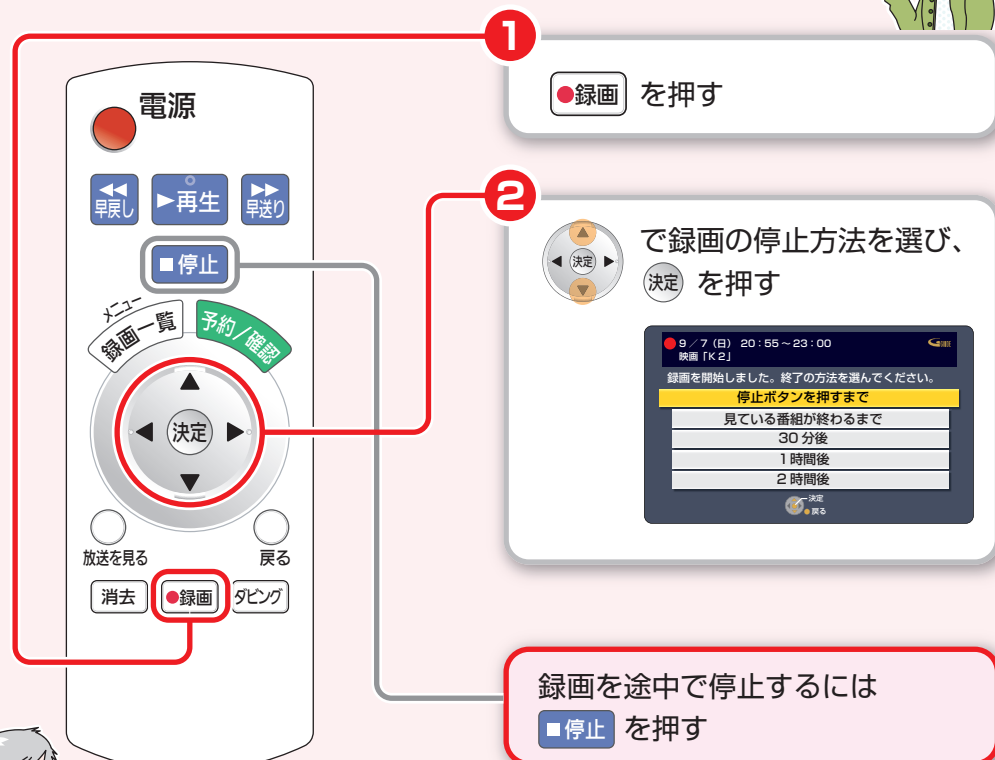 電源
◀◀
早戻し
▶再生
▶▶
早送り
■停止
メニュー
録画一覧
予約/確認
▲
◀ 決定 ▶
▼
放送を見る
戻る
消去
●録画
ダビング
1
●録画 を押す
2
▲
◀ 決定 ▶
▼
で録画の停止方法を選び、
決定 を押す
9/7(日) 20:55~23:00
映画「K2」
録画を開始しました。終了の方法を選んでください。
停止ボタンを押すまで
見ている番組が終わるまで
30分後
1時間後
2時間後
決定
戻る
録画を途中で停止するには
■停止 を押す